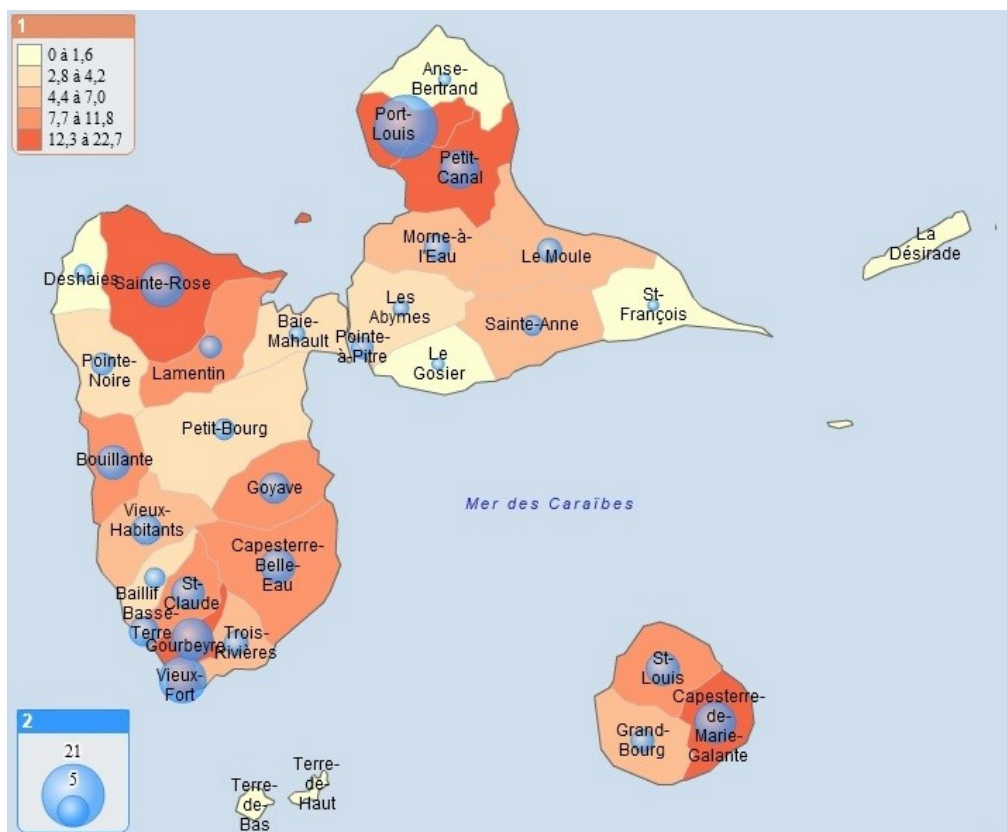 1
0 à 1,6
2,8 à 4,2
4,4 à 7,0
7,7 à 11,8
12,3 à 22,7
Anse-
Bertrand
Port-
Louis
Petit-
Canal
Morne-à-
l'Eau
Le Moule
La
Désirade
Deshaies
Sainte-Rose
St-
François
Les
Abymes
Sainte-Anne
Baie-
Mahault
Pointe-
à-Pitre
Le
Gosier
Pointe-
Noire
Lamentin
Petit-Bourg
Bouillante
Goyave
Mer des Caraïbes
Vieux-
Habitants
Capesterre-
Belle-
Eau
Baillif
St-
Claude
Basse-
Terre
Gourbeyre
Trois-
Rivières
Vieux-
Fort
St-
Louis
Capesterre-
de-
Marie-
Galante
Grand-
Bourg
2
21
5
Terre-
de-
Haut
Terre-
de-
Bas